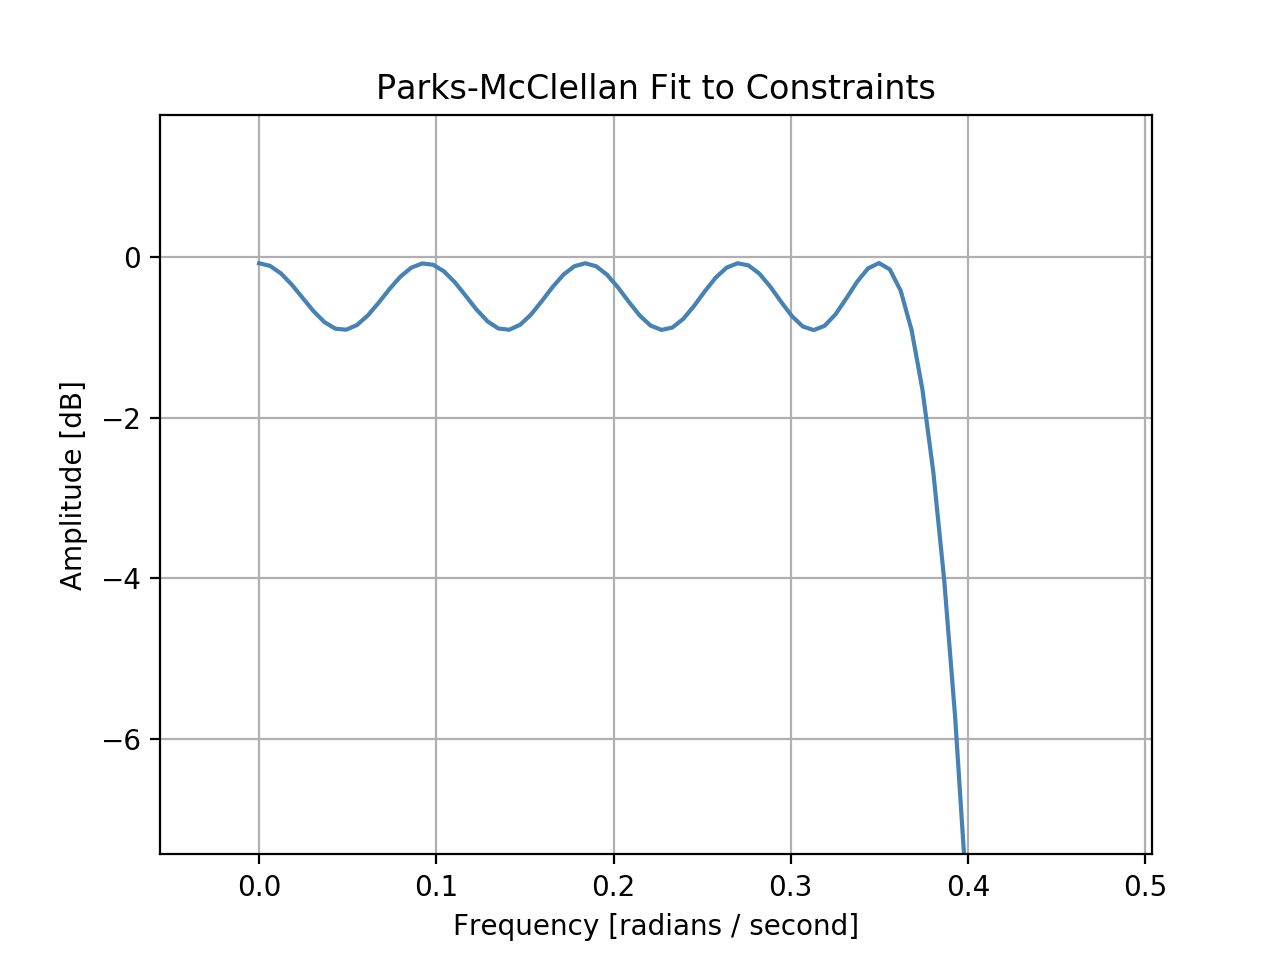 Parks-McClellan Fit to Constraints
Amplitude [dB]
0
−2
−4
−6
0.0 0.1 0.2 0.3 0.4 0.5
Frequency [radians / second]